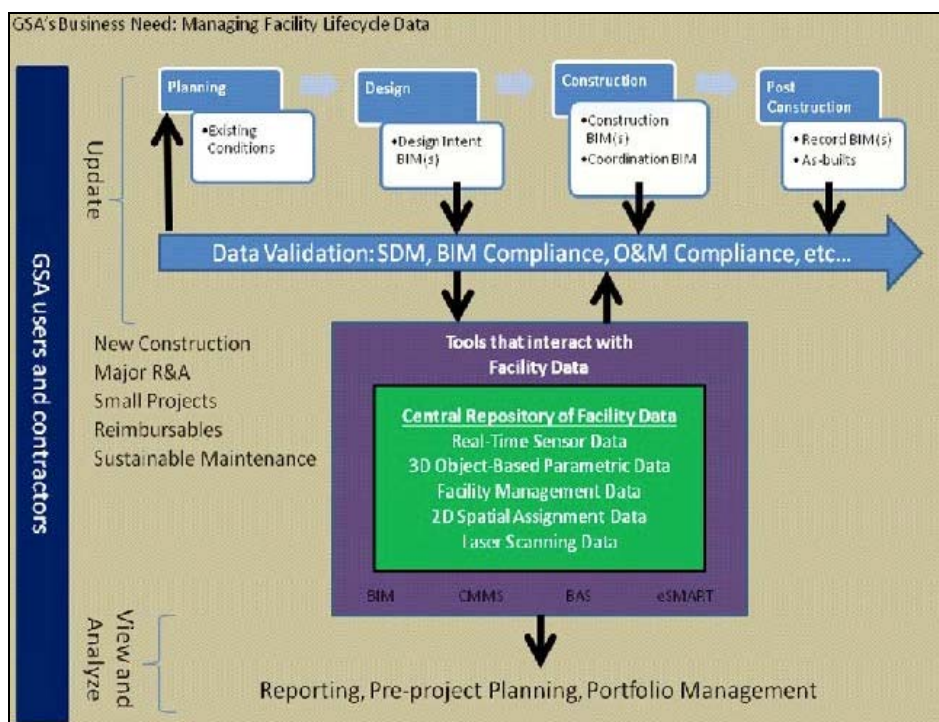 GSA's Business Need: Managing Facility Lifecycle Data
GSA users and contractors
Update
Planning
•Existing
Conditions
Design
•Design Intent
BIM(s)
Construction
•Construction
BIM(s)
•Coordination BIM
Post
Construction
•Record BIM(s)
•As-builts
Data Validation: SDM, BIM Compliance, O&M Compliance, etc...
New Construction
Major R&A
Small Projects
Reimbursables
Sustainable Maintenance
Tools that interact with
Facility Data
Central Repository of Facility Data
Real-Time Sensor Data
3D Object-Based Parametric Data
Facility Management Data
2D Spatial Assignment Data
Laser Scanning Data
BIM CMMS BAS eSMART
View and
Analyze
Reporting, Pre-project Planning, Portfolio Management